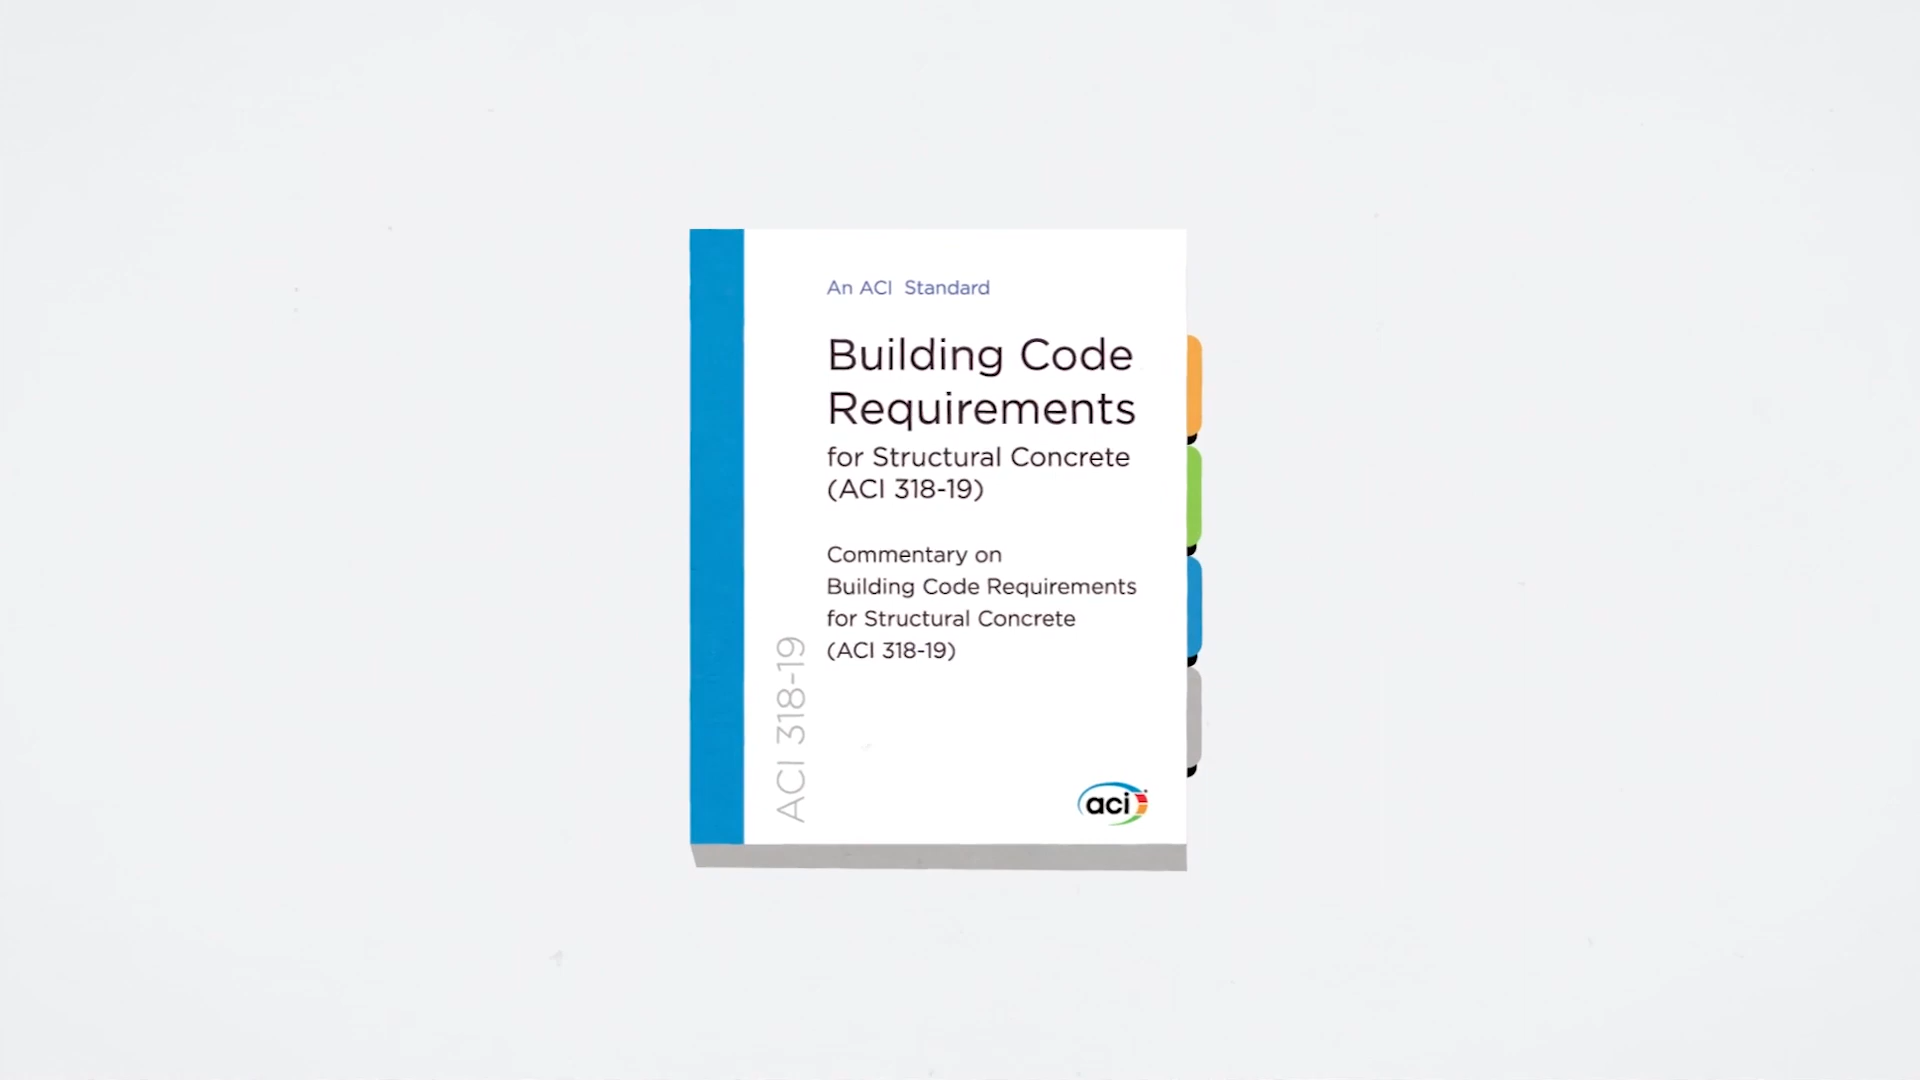 An ACI Standard
Building Code
Requirements
for Structural Concrete
(ACI 318-19)
Commentary on
Building Code Requirements
for Structural Concrete
(ACI 318-19)
ACI 318-19
aci